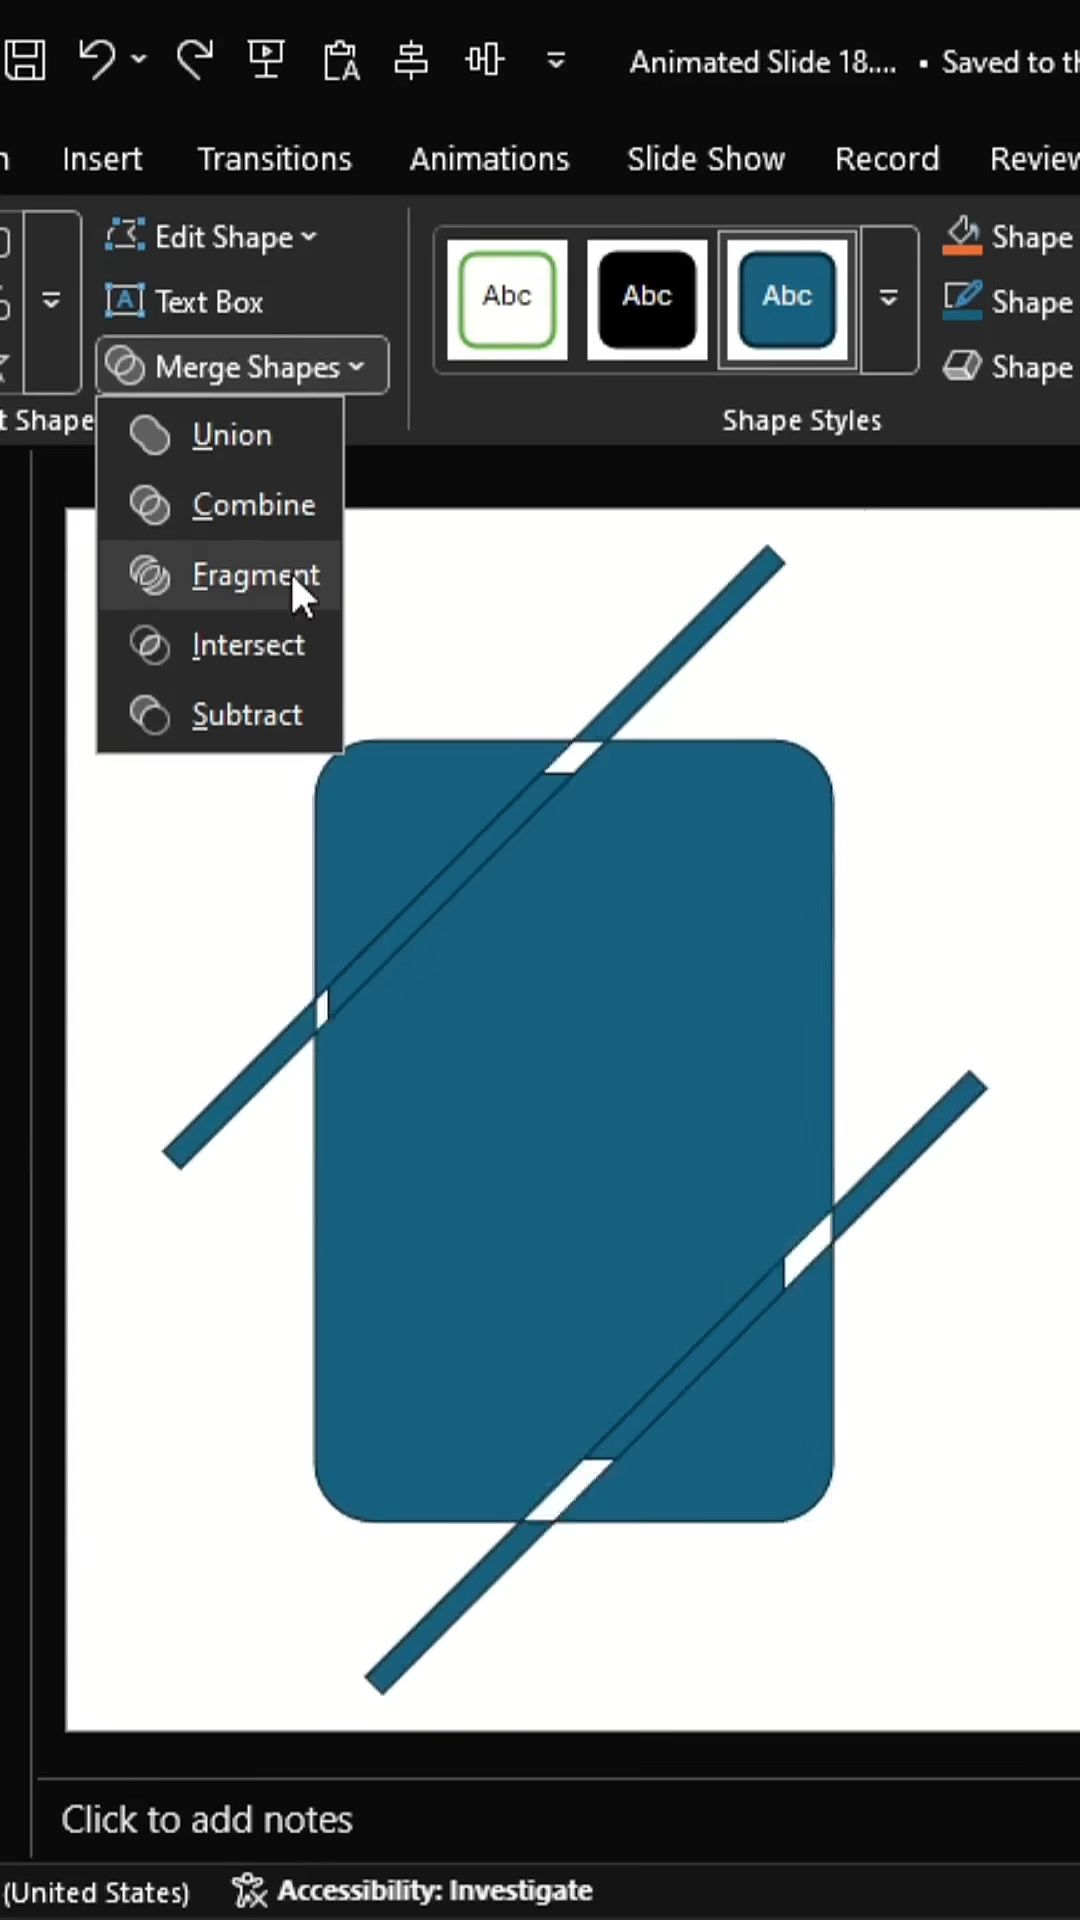 Animated Slide 18.... • Saved to th
n Insert Transitions Animations Slide Show Record Review
Edit Shape
Text Box
Merge Shapes
Abc Abc Abc
Shape
Shape
Shape
t Shape
Shape Styles
Union
Combine
Fragment
Intersect
Subtract
Click to add notes
(United States) Accessibility: Investigate